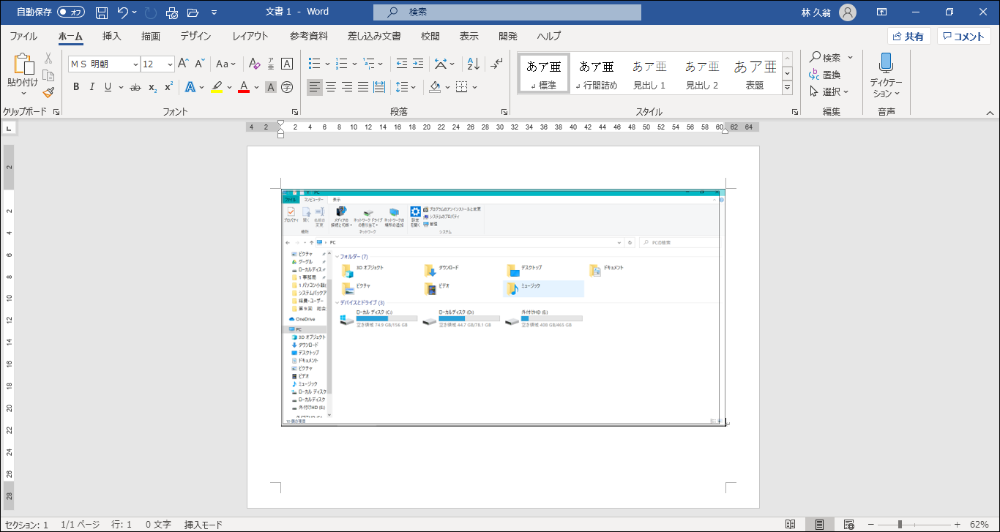 自動保存 オフ 文書 1 - Word 検索 林 久翁
ファイル ホーム 挿入 描画 デザイン レイアウト 参考資料 差し込み文書 校閲 表示 開発 ヘルプ 共有 コメント
貼り付け
クリップボード
ＭＳ 明朝 12 A A Aa A ア亜 A
B I U ab x₂ x² A A A 字
フォント
段落
あア亜 あア亜 あア亜 あア亜 あア亜
標準 行間詰め 見出し 1 見出し 2 表題
スタイル
検索
置換
選択
編集
ディクテーション
音声
4 2 2 4 6 8 10 12 14 16 18 20 22 24 26 28 30 32 34 36 38 40 42 44 46 48 50 52 54 56 58 60 62 64
2 2 4 6 8 10 12 14 16 18 20 22 24 26 28
PC
ファイル コンピューター 表示
プロパティ 開く 名前の変更
場所
メディアの接続と切断 ネットワーク ドライブの割り当て ネットワークの場所の追加
ネットワーク
設定を開く
プログラムのアンインストールと変更
システムのプロパティ
管理
システム
PC PCの検索
ピクチャ
グーグル
ローカルディス
1 事務局
1 パソコン小話
システムバックア
経費-ユーザー
第９回 総会
OneDrive
PC
3D オブジェクト
ダウンロード
デスクトップ
ドキュメント
ピクチャ
ビデオ
ミュージック
ローカル ディスク
ローカルディスク
外付けHD (E:)
フォルダー (7)
3D オブジェクト ダウンロード デスクトップ ドキュメント
ピクチャ ビデオ ミュージック
デバイスとドライブ (3)
ローカル ディスク (C:) ローカルディスク (D:) 外付けHD (E:)
空き領域 74.9 GB/156 GB 空き領域 44.7 GB/78.1 GB 空き領域 408 GB/465 GB
10 個の項目
セクション: 1 1/1 ページ 行: 1 0 文字 挿入モード 62%